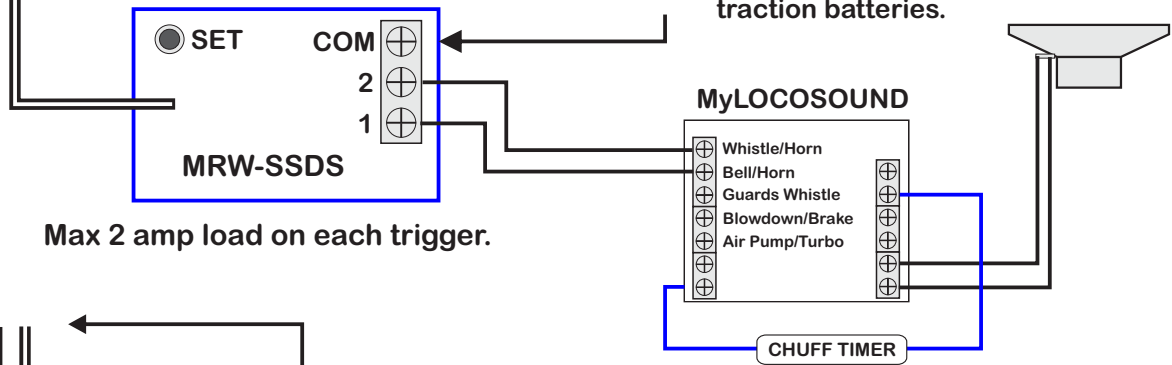 traction batteries.
SET
COM
2
1
MRW-SSDS
Max 2 amp load on each trigger.
MyLOCOSOUND
Whistle/Horn
Bell/Horn
Guards Whistle
Blowdown/Brake
Air Pump/Turbo
CHUFF TIMER